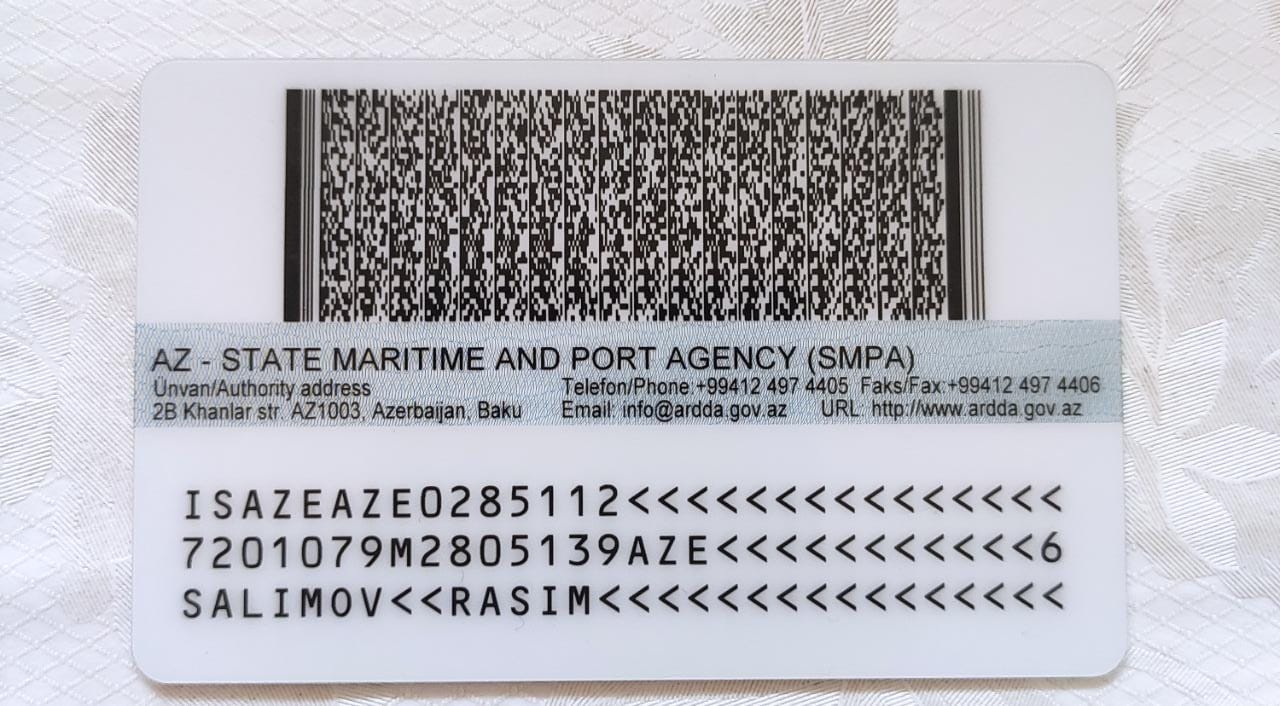 AZ - STATE MARITIME AND PORT AGENCY (SMPA)
Ünvan/Authority address
2B Khanlar str. AZ1003, Azerbaijan, Baku
Telefon/Phone:+99412 497 4405 Faks/Fax:+99412 497 4406
Email: info@ardda.gov.az URL: http://www.ardda.gov.az
ISAZEAZE0285112<<<<<<<<<<<<<<<
7201079M2805139AZE<<<<<<<<<<<6
SALIMOV<<RASIM<<<<<<<<<<<<<<<<